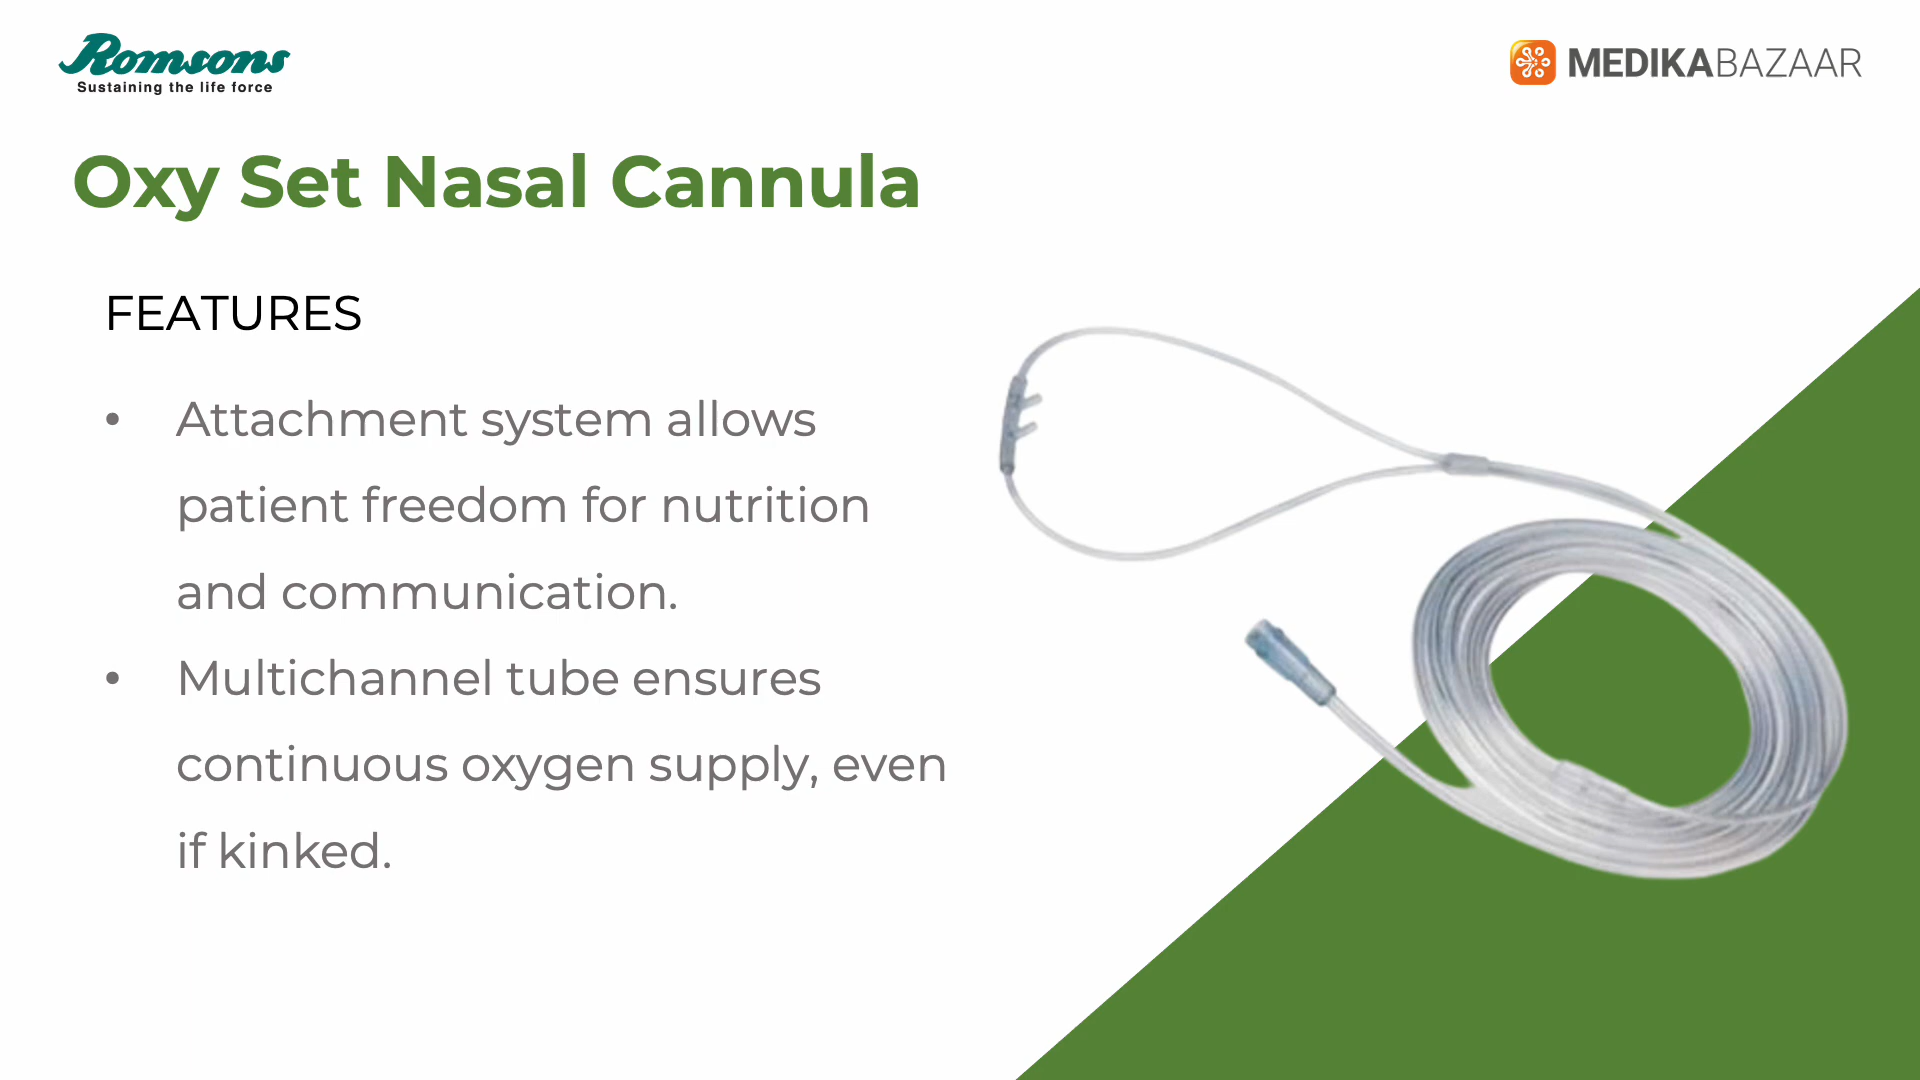 Romsons
Sustaining the life force
MEDIKABAZAAR
Oxy Set Nasal Cannula
FEATURES
• Attachment system allows
patient freedom for nutrition
and communication.
• Multichannel tube ensures
continuous oxygen supply, even
if kinked.